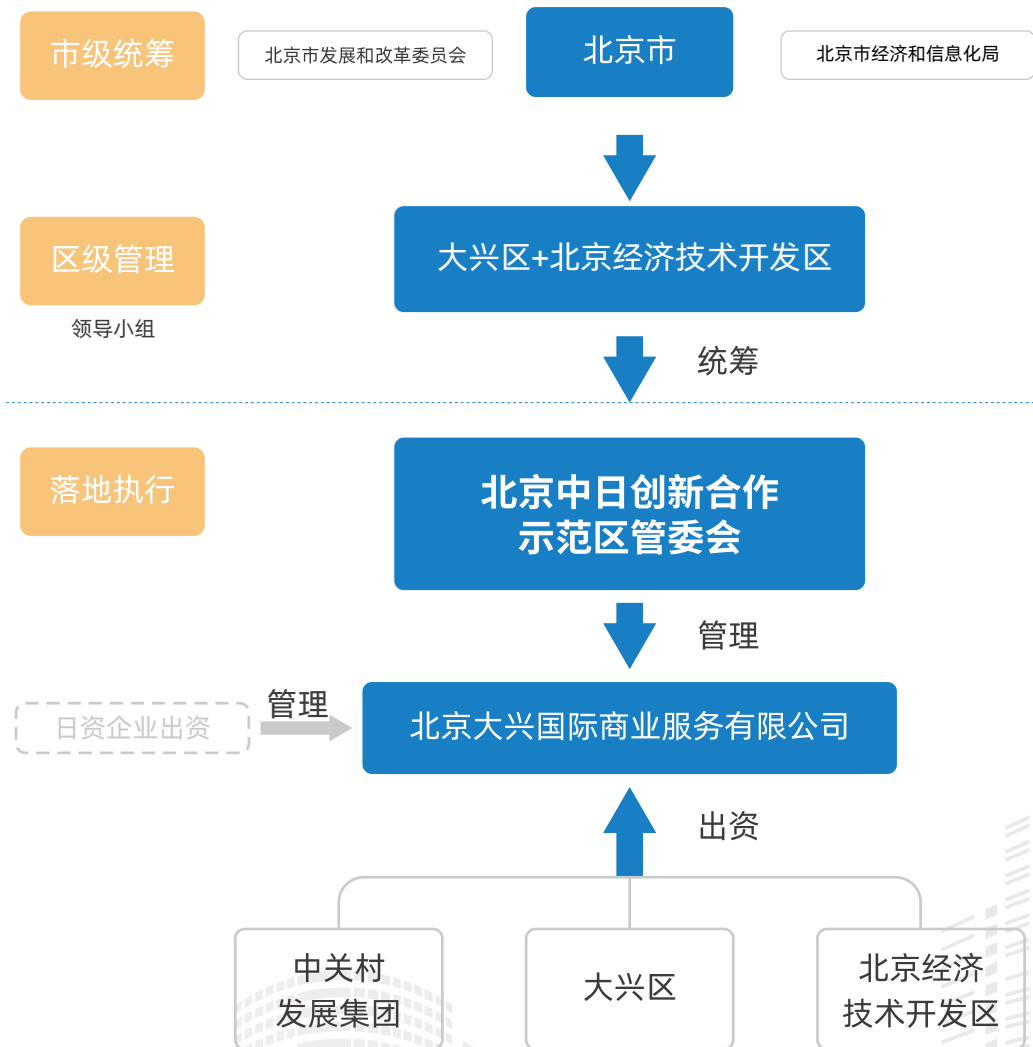 市级统筹
北京市发展和改革委员会
北京市
北京市经济和信息化局
区级管理
大兴区+北京经济技术开发区
领导小组
统筹
落地执行
北京中日创新合作
示范区管委会
管理
日资企业出资
管理
北京大兴国际商业服务有限公司
出资
中关村
发展集团
大兴区
北京经济
技术开发区